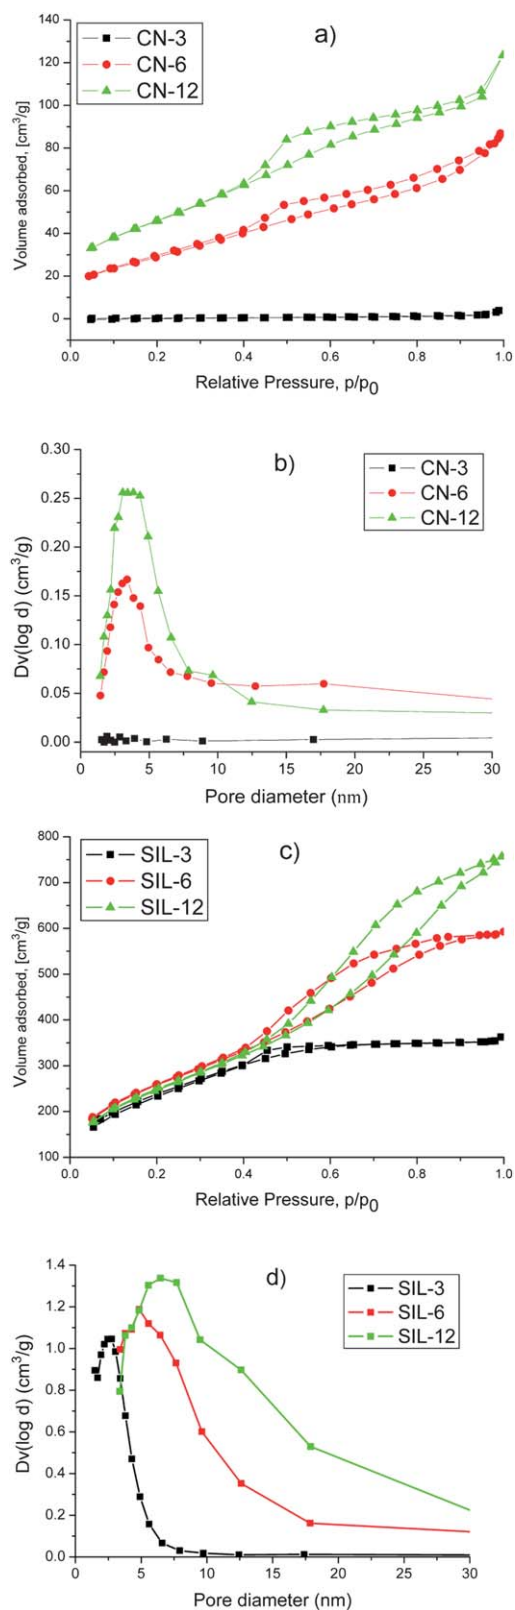 a)
CN-3
CN-6
CN-12
140
120
100
80
60
40
20
0
Volume adsorbed, [cm³/g]
0.0 0.2 0.4 0.6 0.8 1.0
Relative Pressure, p/p₀
b)
CN-3
CN-6
CN-12
0.30
0.25
0.20
0.15
0.10
0.05
0.00
Dv(log d) (cm³/g)
0 5 10 15 20 25 30
Pore diameter (nm)
c)
SIL-3
SIL-6
SIL-12
800
700
600
500
400
300
200
100
Volume adsorbed, [cm³/g]
0.0 0.2 0.4 0.6 0.8 1.0
Relative Pressure, p/p₀
d)
SIL-3
SIL-6
SIL-12
1.4
1.2
1.0
0.8
0.6
0.4
0.2
0.0
Dv(log d) (cm³/g)
0 5 10 15 20 25 30
Pore diameter (nm)